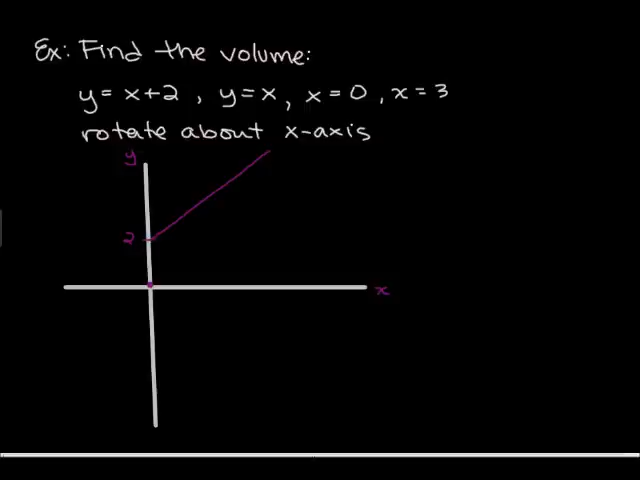 Ex: Find the volume:
y = x+2 , y = x , x = 0 , x = 3
rotate about x-axis
y
2
x